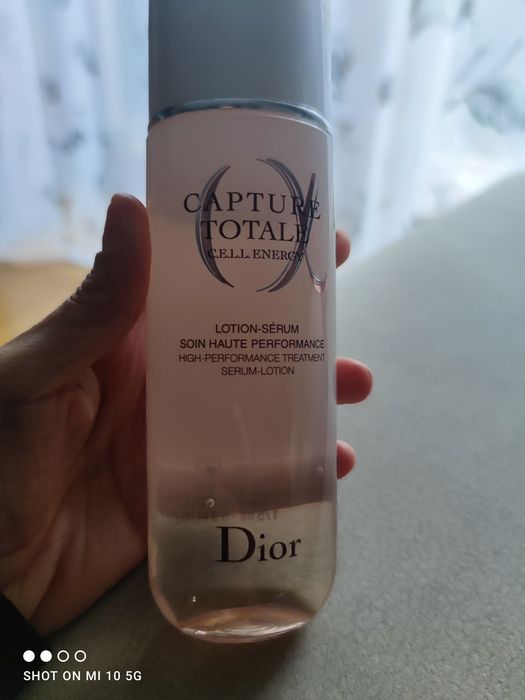 CAPTURE
TOTALE
C.E.L.L. ENERGY
LOTION-SÉRUM
SOIN HAUTE PERFORMANCE
HIGH-PERFORMANCE TREATMENT
SERUM-LOTION
Dior
SHOT ON MI 10 5G